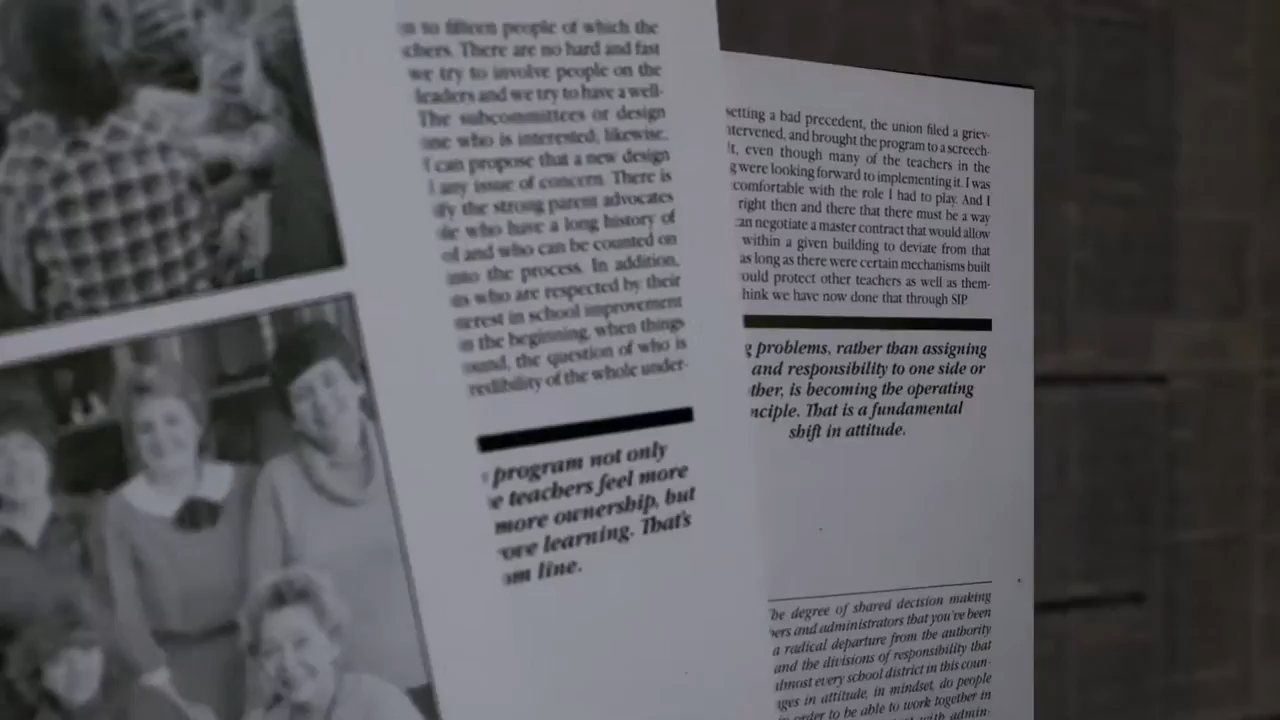 to fifteen people of which the
chers. There are no hard and fast
we try to involve people on the
leaders and we try to have a well-
The subcommittees or design
one who is interested; likewise,
I can propose that a new design
any issue of concern. There is
ify the strong parent advocates
who have a long history of
and who can be counted on
into the process. In addition,
who are respected by their
erest in school improvement
in the beginning, when things
ound, the question of who is
redibility of the whole under-
program not only
e teachers feel more
more ownership, but
ove learning. That's
om line.
setting a bad precedent, the union filed a griev-
ntervened, and brought the program to a screech-
lt, even though many of the teachers in the
g were looking forward to implementing it. I was
comfortable with the role I had to play. And I
right then and there that there must be a way
an negotiate a master contract that would allow
within a given building to deviate from that
as long as there were certain mechanisms built
ould protect other teachers as well as them-
hink we have now done that through SIP
g problems, rather than assigning
and responsibility to one side or
ther, is becoming the operating
nciple. That is a fundamental
shift in attitude.
he degree of shared decision making
ers and administrators that you've been
a radical departure from the authority
and the divisions of responsibility that
lmost every school district in this coun-
ges in attitude, in mindset, do people
in order to be able to work together in
with admin-